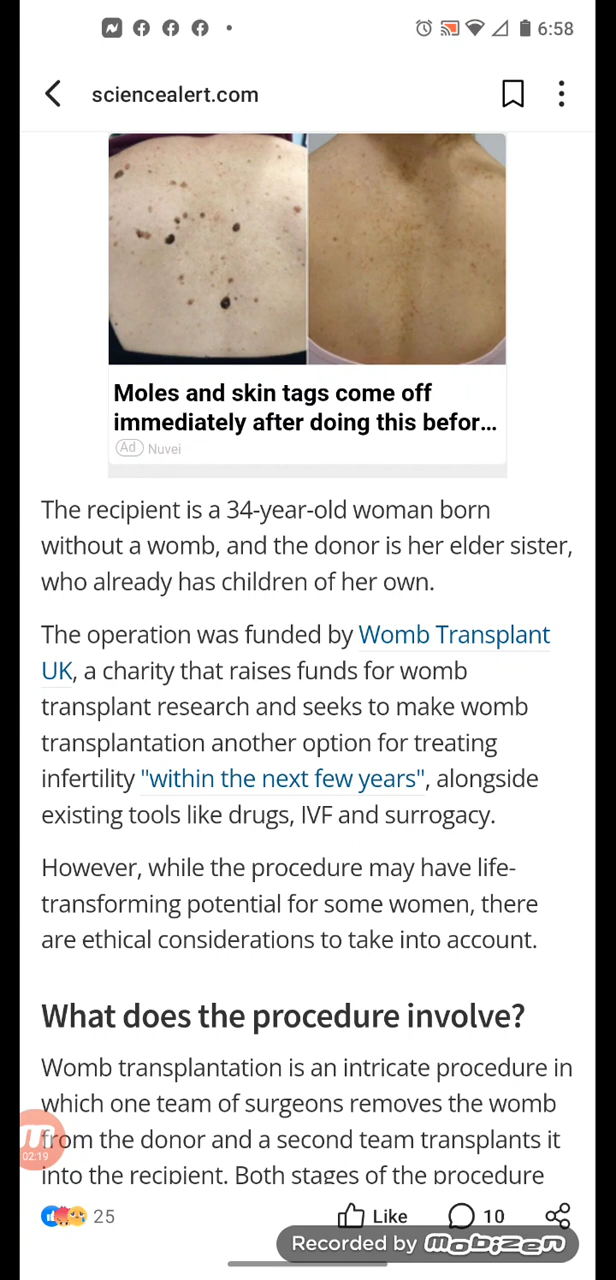 6:58
sciencealert.com
Moles and skin tags come off
immediately after doing this befor...
Ad Nuvei
The recipient is a 34-year-old woman born
without a womb, and the donor is her elder sister,
who already has children of her own.
The operation was funded by Womb Transplant
UK, a charity that raises funds for womb
transplant research and seeks to make womb
transplantation another option for treating
infertility "within the next few years", alongside
existing tools like drugs, IVF and surrogacy.
However, while the procedure may have life-
transforming potential for some women, there
are ethical considerations to take into account.
What does the procedure involve?
Womb transplantation is an intricate procedure in
which one team of surgeons removes the womb
from the donor and a second team transplants it
into the recipient. Both stages of the procedure
02:19
25 Like 10
Recorded by mobizen